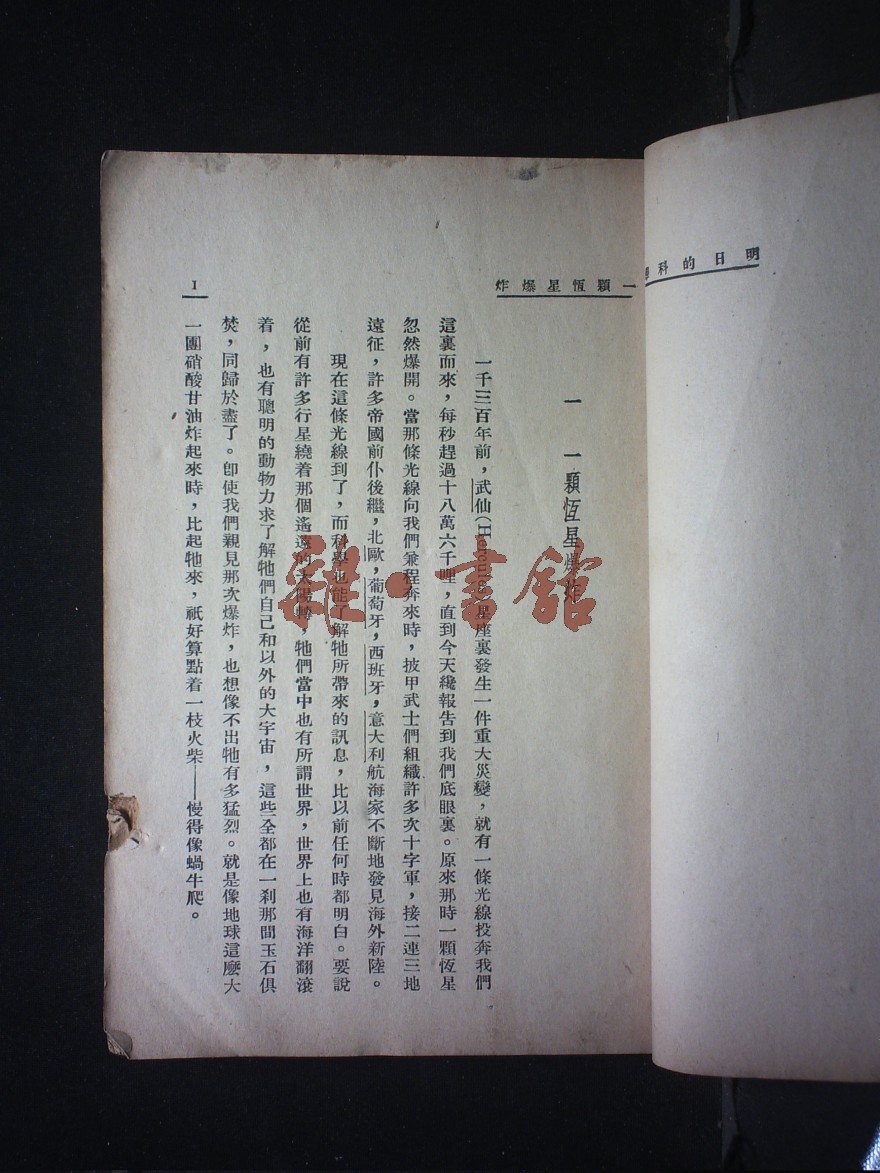 明日的科學
一顆恆星爆炸
一　一顆恆星爆炸
一千三百年前，武仙(Hercules)星座裏發生一件重大災變，就有一條光線投奔我們
這裏而來，每秒趕過十八萬六千哩，直到今天纔報告到我們底眼裏。原來那時一顆恆星
忽然爆開。當那條光線向我們兼程奔來時，披甲武士們組織許多次十字軍，接二連三地
遠征，許多帝國前仆後繼，北歐，葡萄牙，西班牙，意大利航海家不斷地發見海外新陸。
現在這條光線到了，而科學也能了解牠所帶來的訊息，比以前任何時都明白。要說
從前有許多行星繞着那個遙遠的太陽轉，牠們當中也有所謂世界，世界上也有海洋翻滾
着，也有聰明的動物力求了解牠們自己和以外的大宇宙，這些全都在一刹那間玉石俱
焚，同歸於盡了。卽使我們親見那次爆炸，也想像不出牠有多猛烈。就是像地球這麼大
一團硝酸甘油炸起來時，比起牠來，祇好算點着一枝火柴——慢得像蝸牛爬。
1
雜·書館